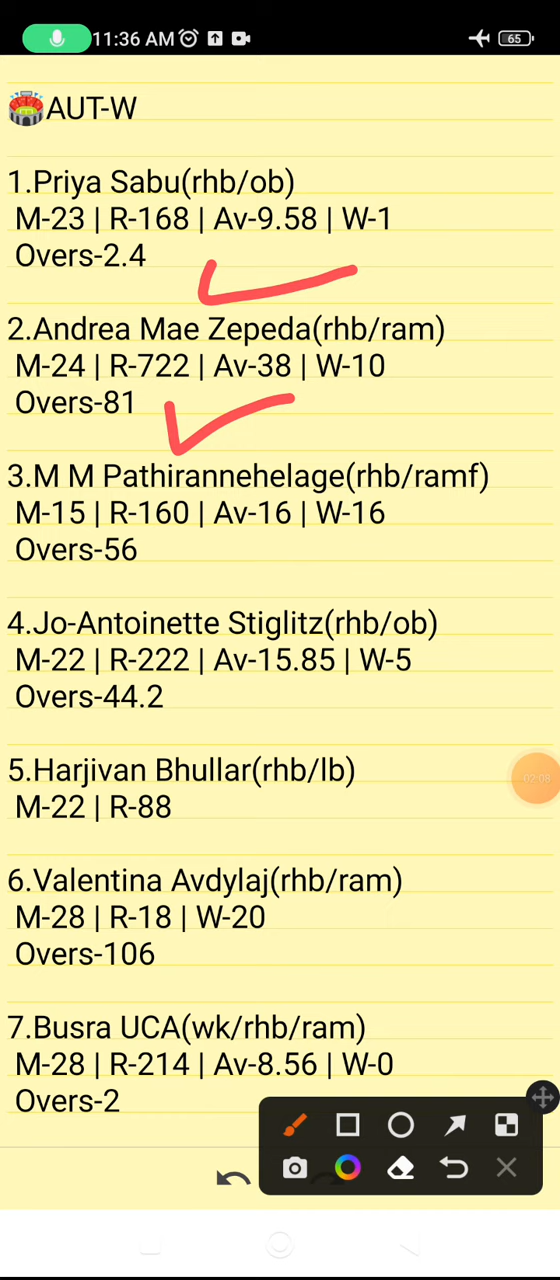 11:36 AM
65
AUT-W
1.Priya Sabu(rhb/ob)
M-23 | R-168 | Av-9.58 | W-1
Overs-2.4
2.Andrea Mae Zepeda(rhb/ram)
M-24 | R-722 | Av-38 | W-10
Overs-81
3.M M Pathirannehelage(rhb/ramf)
M-15 | R-160 | Av-16 | W-16
Overs-56
4.Jo-Antoinette Stiglitz(rhb/ob)
M-22 | R-222 | Av-15.85 | W-5
Overs-44.2
5.Harjivan Bhullar(rhb/lb)
02:08
M-22 | R-88
6.Valentina Avdylaj(rhb/ram)
M-28 | R-18 | W-20
Overs-106
7.Busra UCA(wk/rhb/ram)
M-28 | R-214 | Av-8.56 | W-0
Overs-2